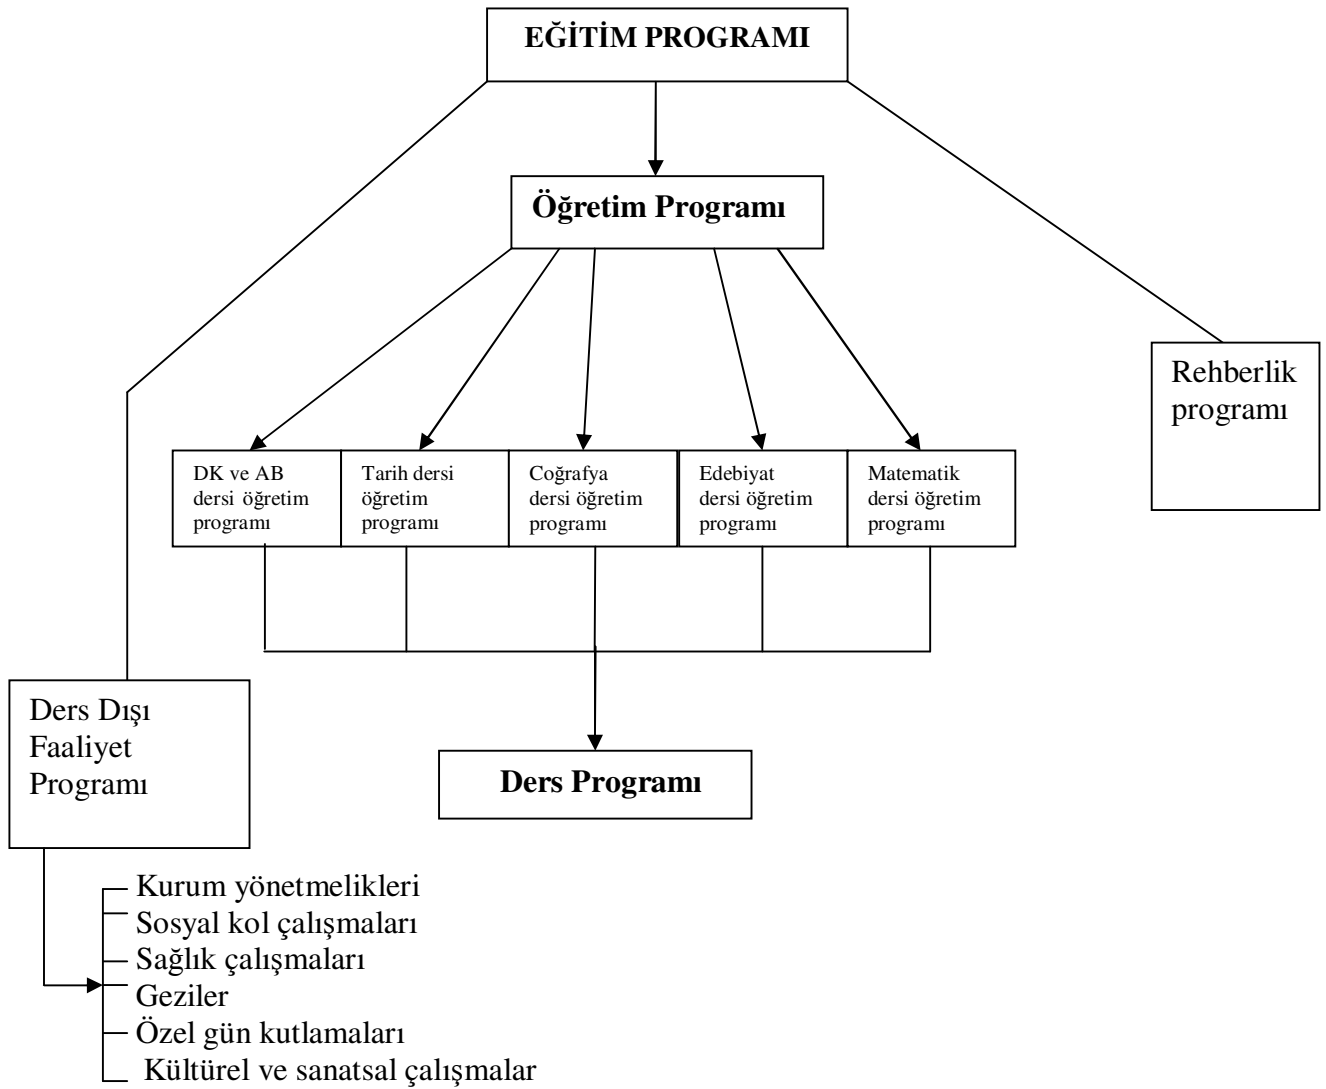 EĞİTİM PROGRAMI
Öğretim Programı
Rehberlik
programı
DK ve AB
dersi öğretim
programı
Tarih dersi
öğretim
programı
Coğrafya
dersi öğretim
programı
Edebiyat
dersi öğretim
programı
Matematik
dersi öğretim
programı
Ders Dışı
Faaliyet
Programı
Ders Programı
Kurum yönetmelikleri
Sosyal kol çalışmaları
Sağlık çalışmaları
Geziler
Özel gün kutlamaları
Kültürel ve sanatsal çalışmalar